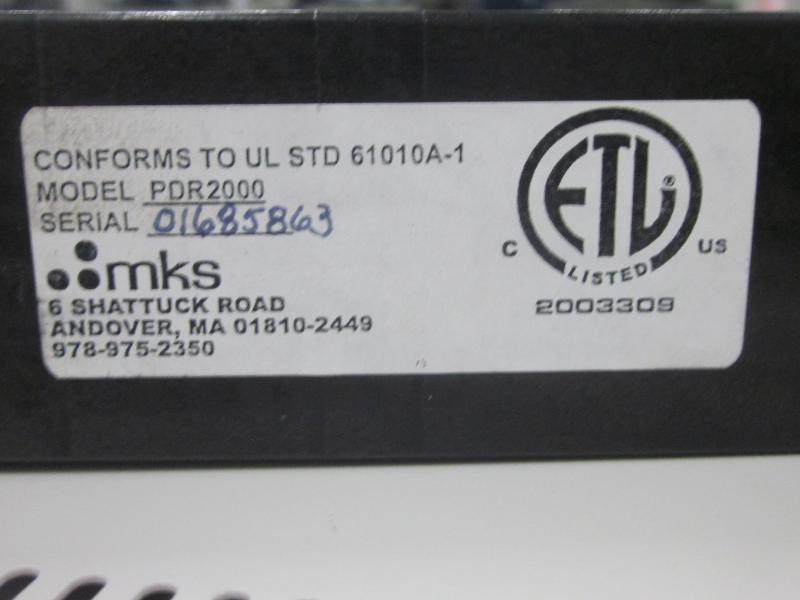 CONFORMS TO UL STD 61010A-1
MODEL PDR2000
SERIAL 01685863
mks
6 SHATTUCK ROAD
ANDOVER, MA 01810-2449
978-975-2350
ETL®
C US
LISTED
2003309